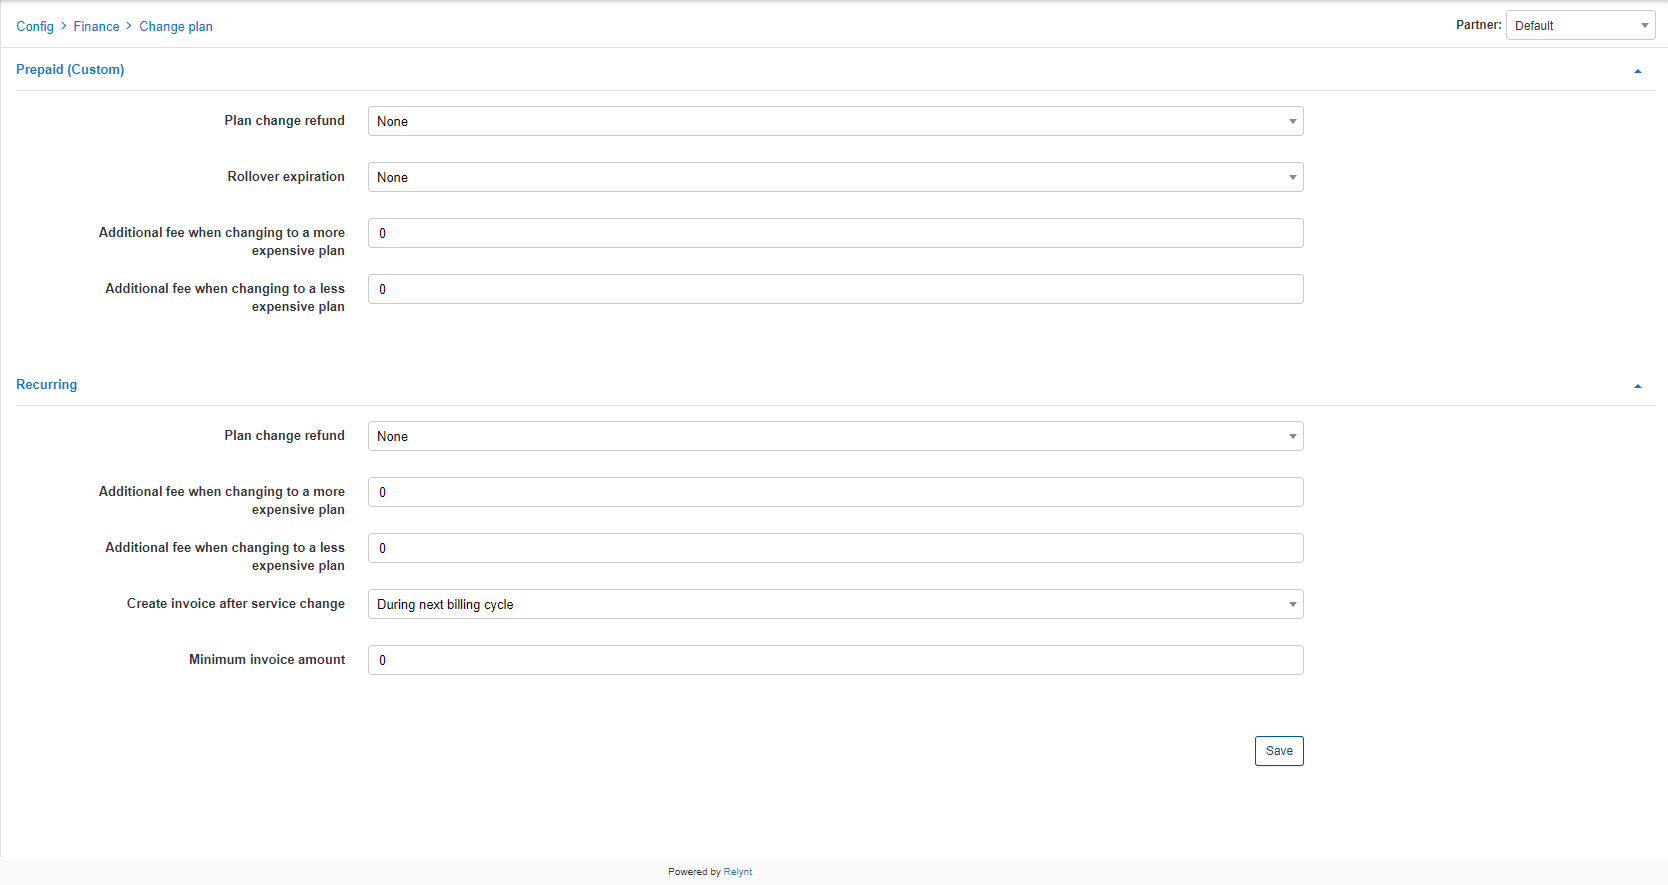 Config > Finance > Change plan
Partner: Default
Prepaid (Custom)
Plan change refund
None
Rollover expiration
None
Additional fee when changing to a more
expensive plan
0
Additional fee when changing to a less
expensive plan
0
Recurring
Plan change refund
None
Additional fee when changing to a more
expensive plan
0
Additional fee when changing to a less
expensive plan
0
Create invoice after service change
During next billing cycle
Minimum invoice amount
0
Save
Powered by Relynt